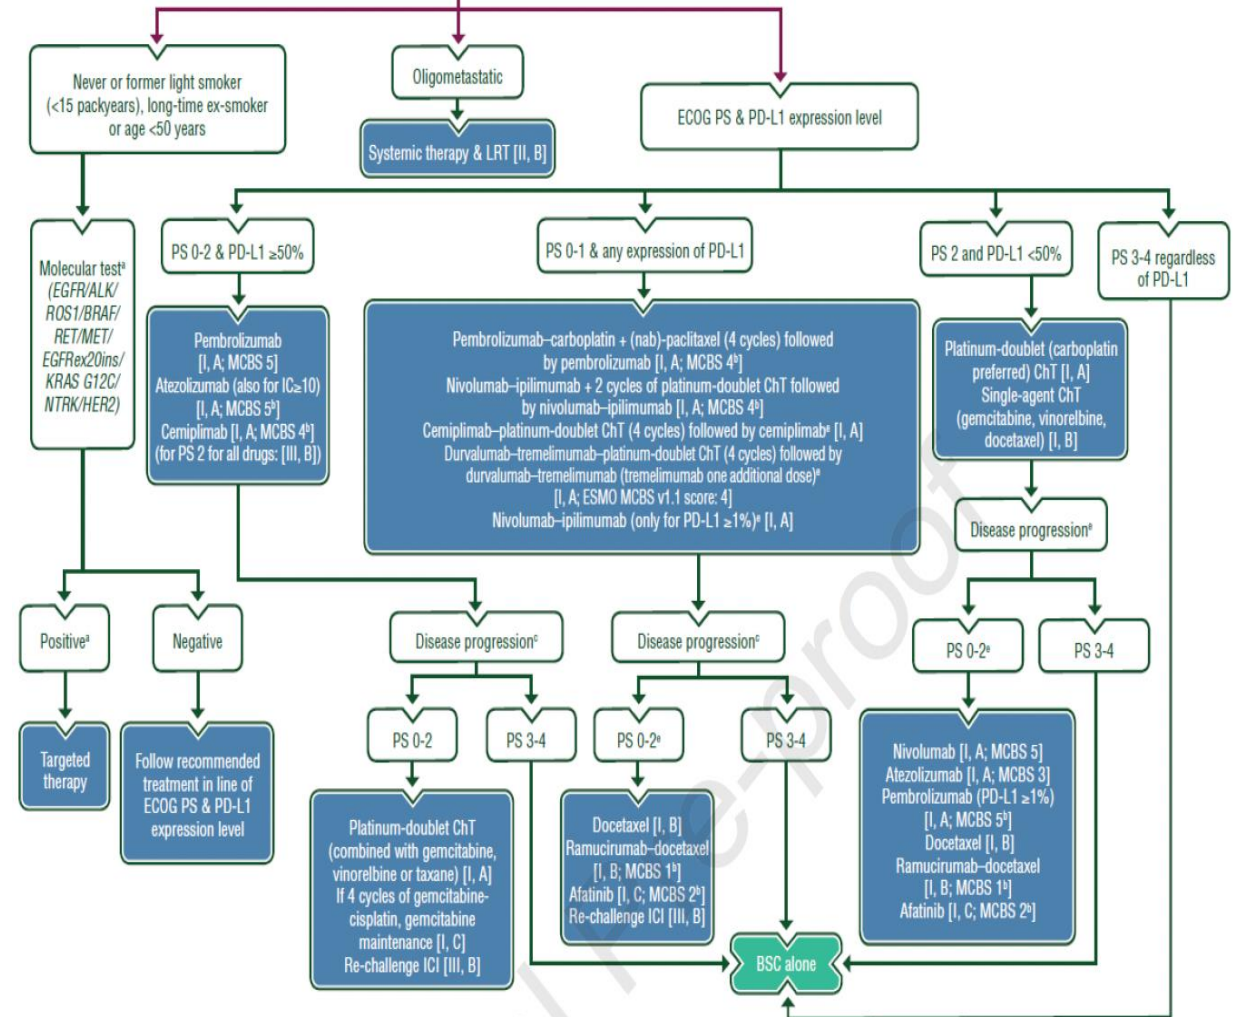 Never or former light smoker
(<15 packyears), long-time ex-smoker
or age <50 years
Oligometastatic
Systemic therapy & LRT [II, B]
ECOG PS & PD-L1 expression level
Molecular testᵃ
(EGFR/ALK/
ROS1/BRAF/
RET/MET/
EGFRex20ins/
KRAS G12C/
NTRK/HER2)
PS 0-2 & PD-L1 ≥50%
PS 0-1 & any expression of PD-L1
PS 2 and PD-L1 <50%
PS 3-4 regardless
of PD-L1
Pembrolizumab
[I, A; MCBS 5]
Atezolizumab (also for IC≥10)
[I, A; MCBS 5ᵇ]
Cemiplimab [I, A; MCBS 4ᵇ]
(for PS 2 for all drugs: [III, B])
Pembrolizumab–carboplatin + (nab)-paclitaxel (4 cycles) followed
by pembrolizumab [I, A; MCBS 4ᵇ]
Nivolumab–ipilimumab + 2 cycles of platinum-doublet ChT followed
by nivolumab–ipilimumab [I, A; MCBS 4ᵇ]
Cemiplimab–platinum-doublet ChT (4 cycles) followed by cemiplimabᵉ [I, A]
Durvalumab–tremelimumab–platinum-doublet ChT (4 cycles) followed by
durvalumab–tremelimumab (tremelimumab one additional dose)ᵉ
[I, A; ESMO MCBS v1.1 score: 4]
Nivolumab–ipilimumab (only for PD-L1 ≥1%)ᵉ [I, A]
Platinum-doublet (carboplatin
preferred) ChT [I, A]
Single-agent ChT
(gemcitabine, vinorelbine,
docetaxel) [I, B]
Disease progressionᵉ
Positiveᵃ
Negative
Disease progressionᶜ
Disease progressionᶜ
PS 0-2ᵉ
PS 3-4
Targeted
therapy
Follow recommended
treatment in line of
ECOG PS & PD-L1
expression level
PS 0-2
PS 3-4
PS 0-2ᵉ
PS 3-4
Platinum-doublet ChT
(combined with gemcitabine,
vinorelbine or taxane) [I, A]
If 4 cycles of gemcitabine-
cisplatin, gemcitabine
maintenance [I, C]
Re-challenge ICI [III, B]
Docetaxel [I, B]
Ramucirumab–docetaxel
[I, B; MCBS 1ᵇ]
Afatinib [I, C; MCBS 2ᵇ]
Re-challenge ICI [III, B]
Nivolumab [I, A; MCBS 5]
Atezolizumab [I, A; MCBS 3]
Pembrolizumab (PD-L1 ≥1%)
[I, A; MCBS 5ᵇ]
Docetaxel [I, B]
Ramucirumab–docetaxel
[I, B; MCBS 1ᵇ]
Afatinib [I, C; MCBS 2ᵇ]
BSC alone
re-proof